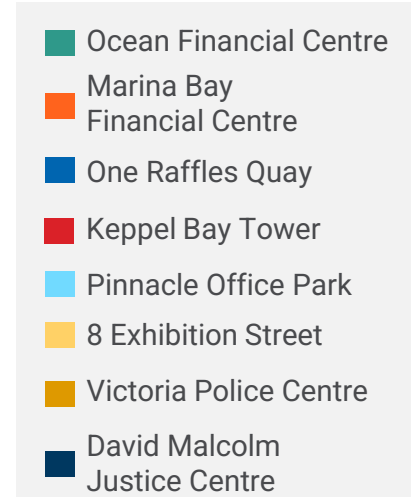 Ocean Financial Centre
Marina Bay
Financial Centre
One Raffles Quay
Keppel Bay Tower
Pinnacle Office Park
8 Exhibition Street
Victoria Police Centre
David Malcolm
Justice Centre